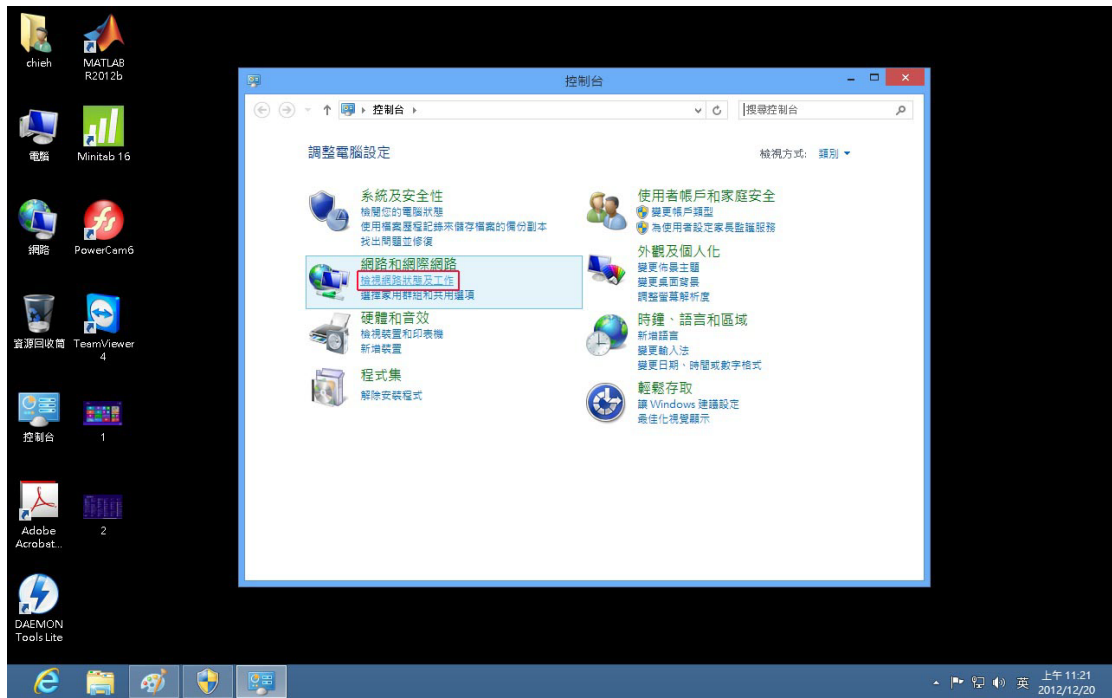 chieh
MATLAB
R2012b
電腦
Minitab 16
網路
PowerCam6
資源回收筒
TeamViewer
4
控制台
1
Adobe
Acrobat...
2
DAEMON
Tools Lite
控制台
控制台
搜尋控制台
調整電腦設定
檢視方式: 類別
系統及安全性
檢閱您的電腦狀態
使用檔案歷程記錄來儲存檔案的備份副本
找出問題並修復
網路和網際網路
檢視網路狀態及工作
選擇家用群組和共用選項
硬體和音效
檢視裝置和印表機
新增裝置
程式集
解除安裝程式
使用者帳戶和家庭安全
變更帳戶類型
為使用者設定家長監護服務
外觀及個人化
變更佈景主題
變更桌面背景
調整螢幕解析度
時鐘、語言和區域
新增語言
變更輸入法
變更日期、時間或數字格式
輕鬆存取
讓 Windows 建議設定
最佳化視覺顯示
英
上午 11:21
2012/12/20